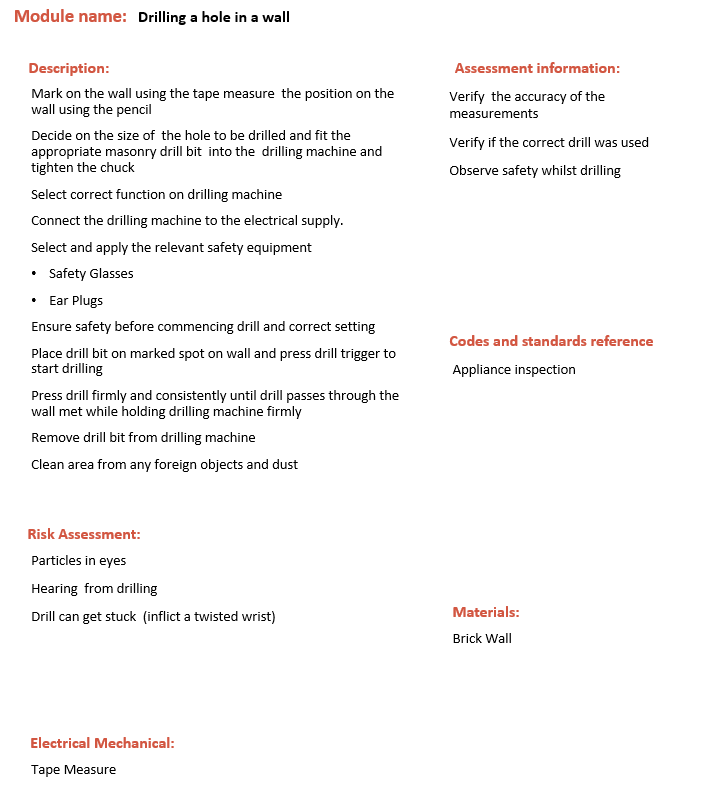 Module name: Drilling a hole in a wall
Description:
Mark on the wall using the tape measure the position on the
wall using the pencil
Decide on the size of the hole to be drilled and fit the
appropriate masonry drill bit into the drilling machine and
tighten the chuck
Select correct function on drilling machine
Connect the drilling machine to the electrical supply.
Select and apply the relevant safety equipment
• Safety Glasses
• Ear Plugs
Ensure safety before commencing drill and correct setting
Place drill bit on marked spot on wall and press drill trigger to
start drilling
Press drill firmly and consistently until drill passes through the
wall met while holding drilling machine firmly
Remove drill bit from drilling machine
Clean area from any foreign objects and dust
Risk Assessment:
Particles in eyes
Hearing from drilling
Drill can get stuck (inflict a twisted wrist)
Electrical Mechanical:
Tape Measure
Assessment information:
Verify the accuracy of the
measurements
Verify if the correct drill was used
Observe safety whilst drilling
Codes and standards reference
Appliance inspection
Materials:
Brick Wall